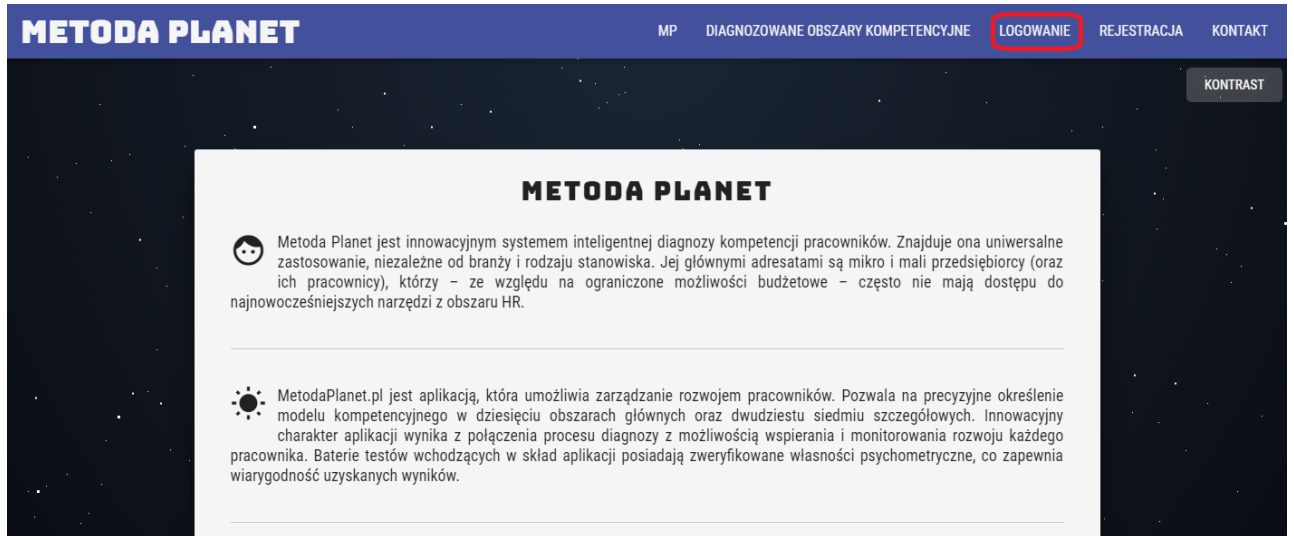 METODA PLANET
MP DIAGNOZOWANE OBSZARY KOMPETENCYJNE LOGOWANIE REJESTRACJA KONTAKT
KONTRAST
METODA PLANET
Metoda Planet jest innowacyjnym systemem inteligentnej diagnozy kompetencji pracowników. Znajduje ona uniwersalne
zastosowanie, niezależne od branży i rodzaju stanowiska. Jej głównymi adresatami są mikro i mali przedsiębiorcy (oraz
ich pracownicy), którzy – ze względu na ograniczone możliwości budżetowe – często nie mają dostępu do
najnowocześniejszych narzędzi z obszaru HR.
MetodaPlanet.pl jest aplikacją, która umożliwia zarządzanie rozwojem pracowników. Pozwala na precyzyjne określenie
modelu kompetencyjnego w dziesięciu obszarach głównych oraz dwudziestu siedmiu szczegółowych. Innowacyjny
charakter aplikacji wynika z połączenia procesu diagnozy z możliwością wspierania i monitorowania rozwoju każdego
pracownika. Baterie testów wchodzących w skład aplikacji posiadają zweryfikowane własności psychometryczne, co zapewnia
wiarygodność uzyskanych wyników.